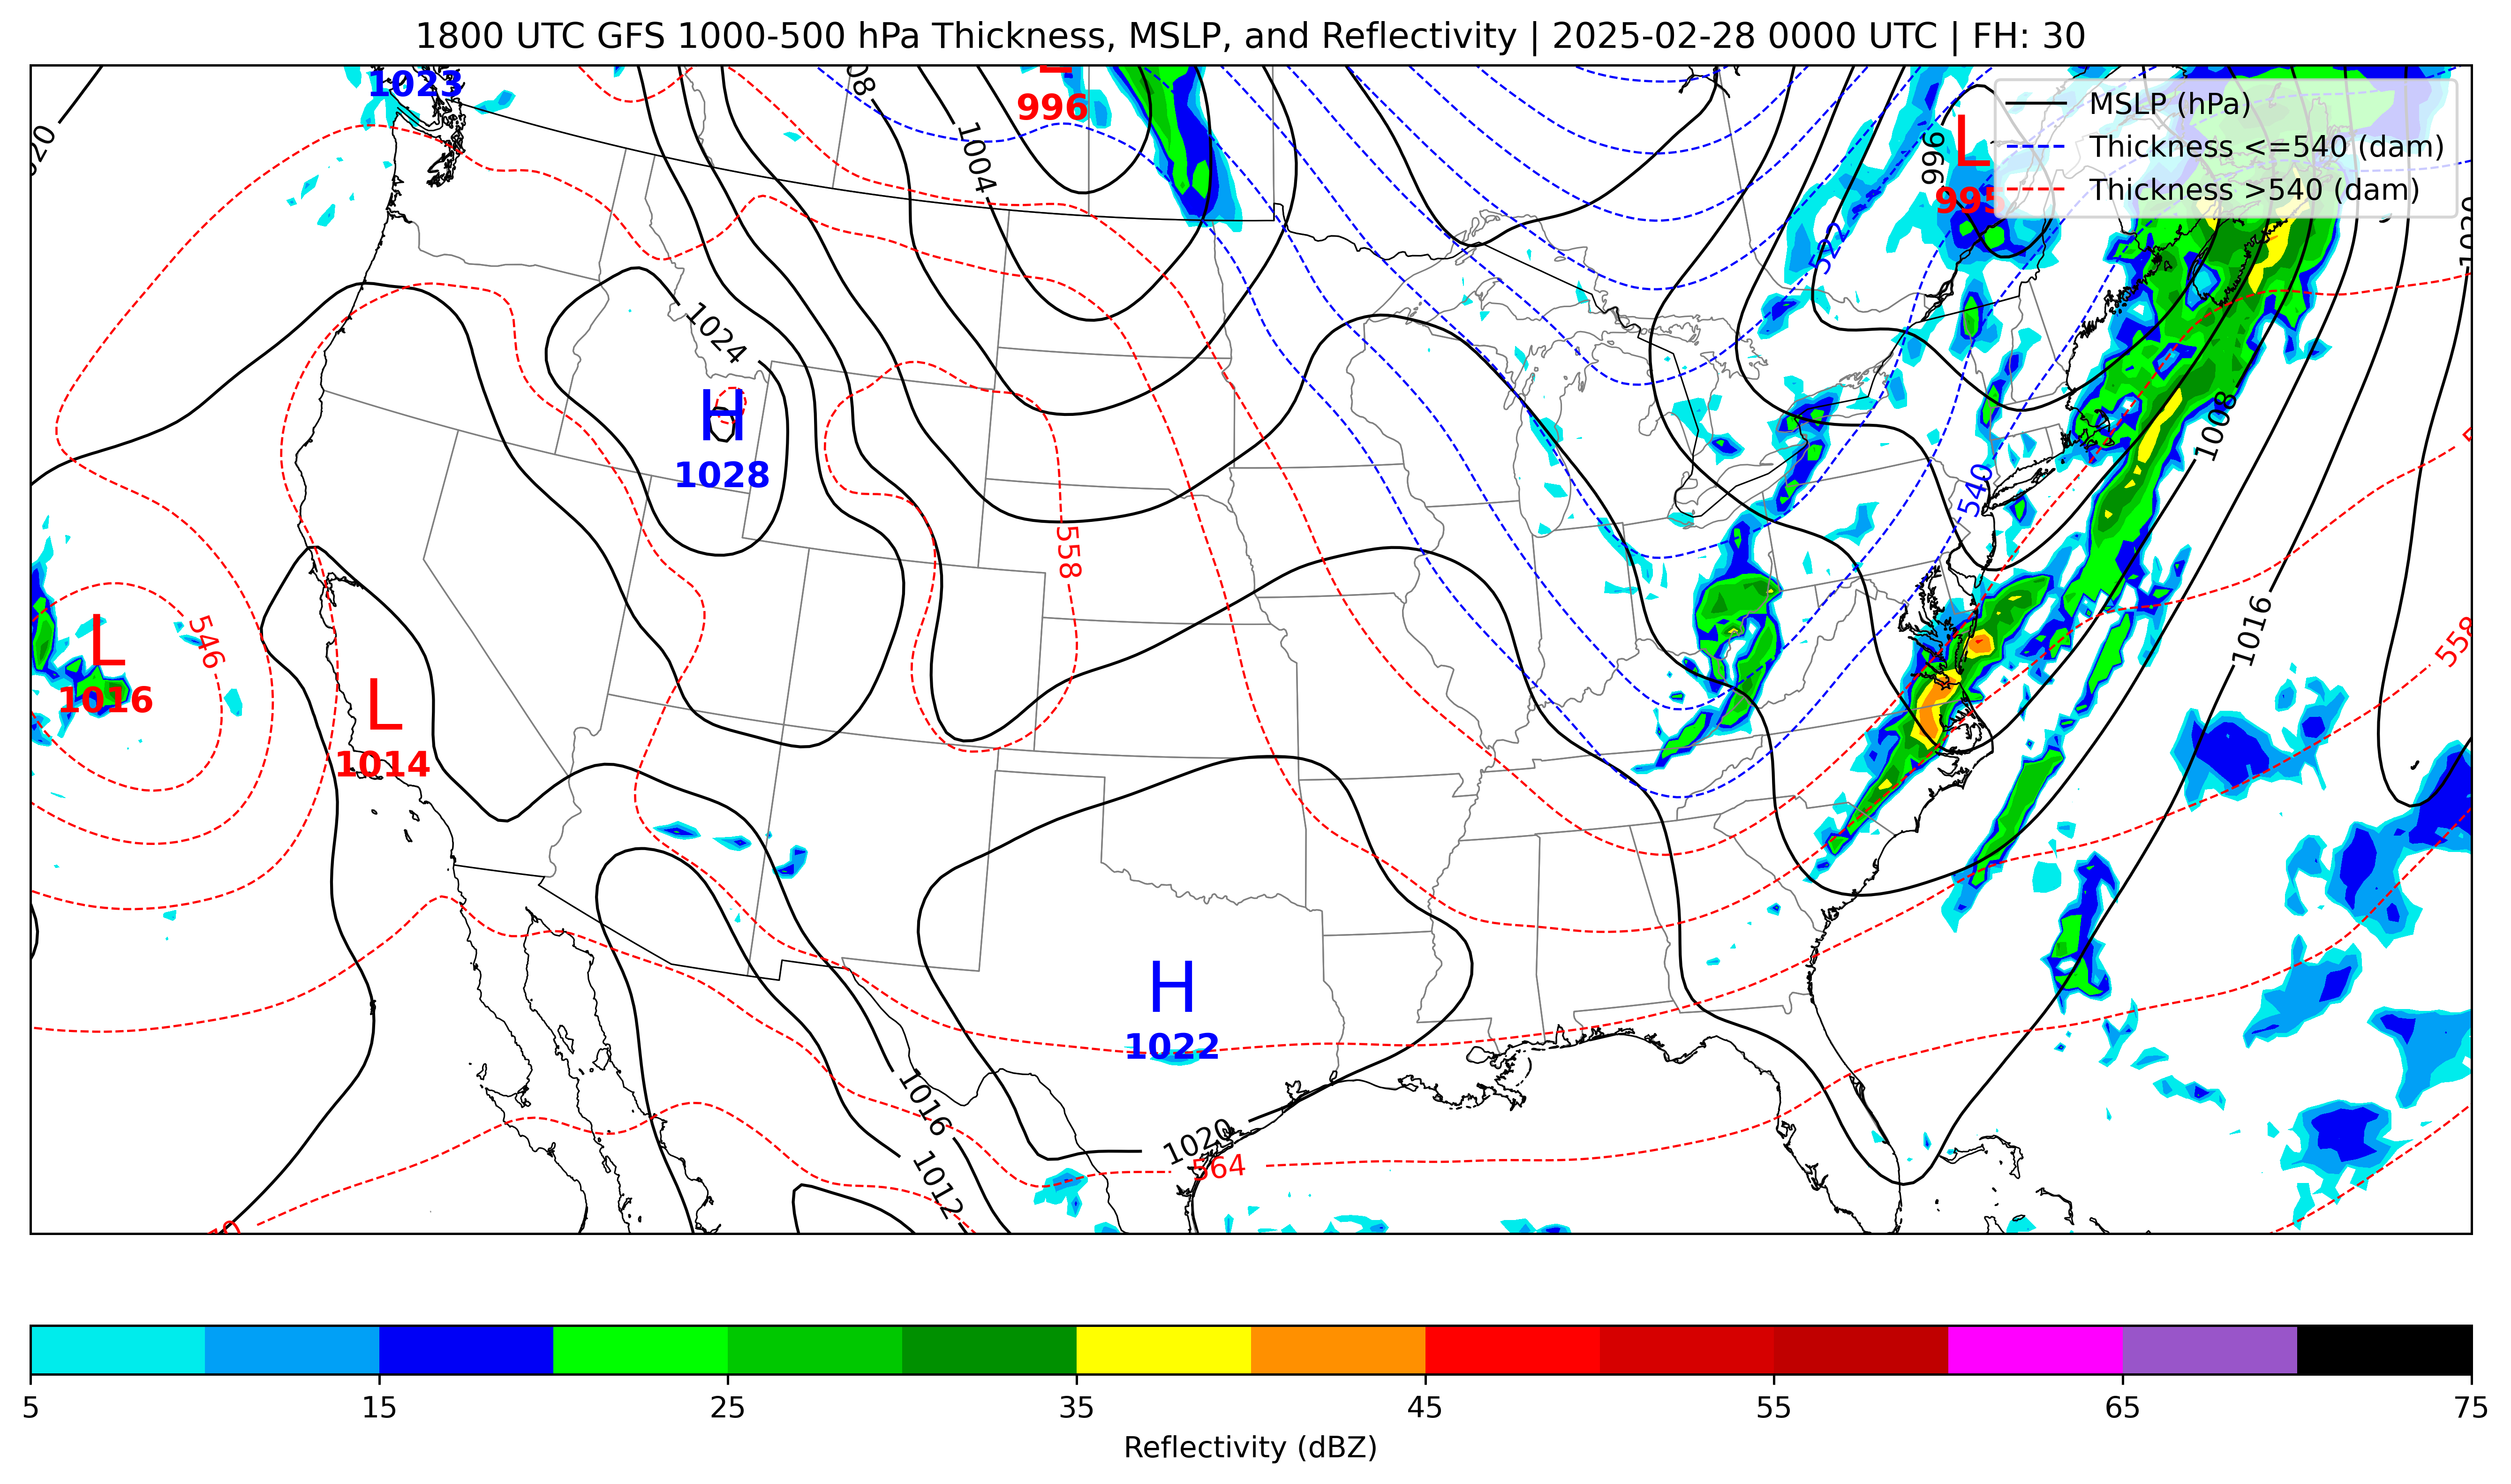 1800 UTC GFS 1000-500 hPa Thickness, MSLP, and Reflectivity | 2025-02-28 0000 UTC | FH: 30
1023
996
1004
996
L
MSLP (hPa)
Thickness <=540 (dam)
Thickness >540 (dam)
522
1020
1024
H
1028
1008
540
558
546
L
1016
L
1014
1016
558
H
1022
1016
1020
564
1012
5 15 25 35 45 55 65 75
Reflectivity (dBZ)